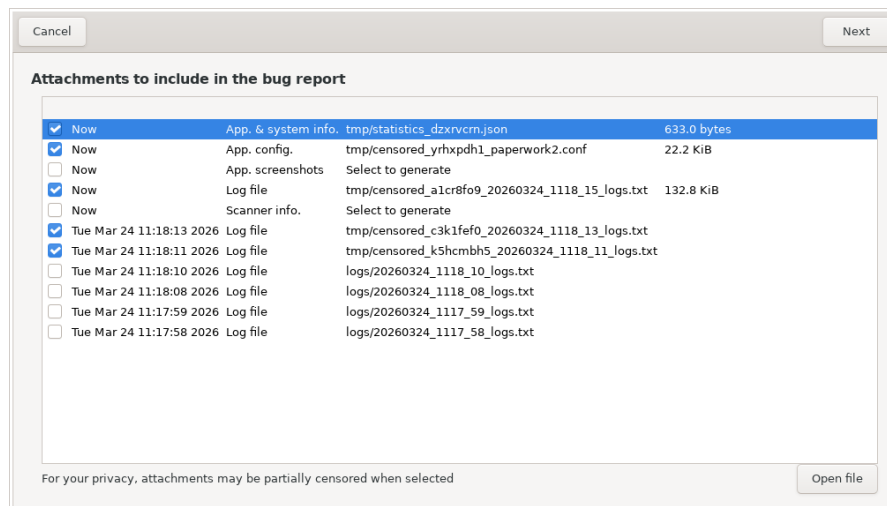 Cancel Next
Attachments to include in the bug report
Now App. & system info. tmp/statistics_dzxrvcrn.json 633.0 bytes
Now App. config. tmp/censored_yrhxpdh1_paperwork2.conf 22.2 KiB
Now App. screenshots Select to generate
Now Log file tmp/censored_a1cr8fo9_20260324_1118_15_logs.txt 132.8 KiB
Now Scanner info. Select to generate
Tue Mar 24 11:18:13 2026 Log file tmp/censored_c3k1fef0_20260324_1118_13_logs.txt
Tue Mar 24 11:18:11 2026 Log file tmp/censored_k5hcmbh5_20260324_1118_11_logs.txt
Tue Mar 24 11:18:10 2026 Log file logs/20260324_1118_10_logs.txt
Tue Mar 24 11:18:08 2026 Log file logs/20260324_1118_08_logs.txt
Tue Mar 24 11:17:59 2026 Log file logs/20260324_1117_59_logs.txt
Tue Mar 24 11:17:58 2026 Log file logs/20260324_1117_58_logs.txt
For your privacy, attachments may be partially censored when selected Open file